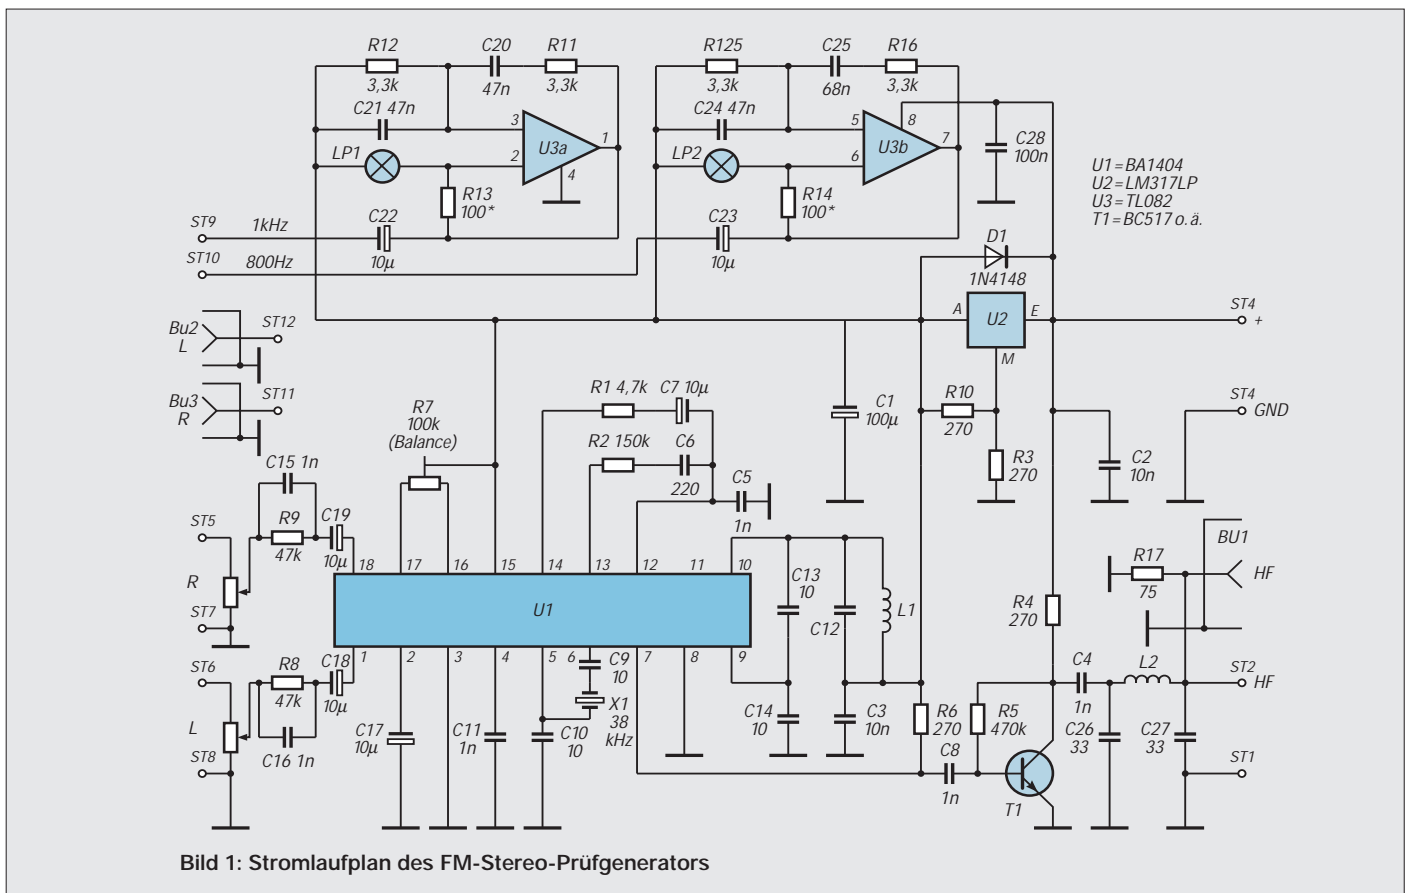 R12
3,3k
C20
47n
R11
3,3k
C21 47n
LP1
3
2
U3a
1
4
R13
100*
C22
10µ
ST9
1kHz
ST10
800Hz
R125
3,3k
C25
68n
R16
3,3k
C24 47n
LP2
5
6
U3b
8
7
R14
100*
C23
10µ
C28
100n
U1=BA1404
U2=LM317LP
U3=TL082
T1=BC517 o.ä.
D1
1N4148
A
U2
E
M
ST4
+
Bu2
L
ST12
Bu3
R
ST11
R7
100k
(Balance)
R1 4,7k
C7 10µ
R2 150k
C6
220
C5
1n
C1
100µ
R10
270
R3
270
C2
10n
ST4
GND
C15 1n
ST5
R9
47k
C19
10µ
R
ST7
18
17
16
15
14
13
12
11
10
U1
1
2
3
4
5
6
7
8
9
C13
10
C12
L1
R4
270
R17
75
BU1
HF
ST6
R8
47k
C18
10µ
L
ST8
C16 1n
C17
10µ
C11
1n
C9
10
X1
38
kHz
C10
10
C14
10
C3
10n
R6
270
R5
470k
C8
1n
T1
C4
1n
L2
ST2
HF
C26
33
C27
33
ST1
Bild 1: Stromlaufplan des FM-Stereo-Prüfgenerators